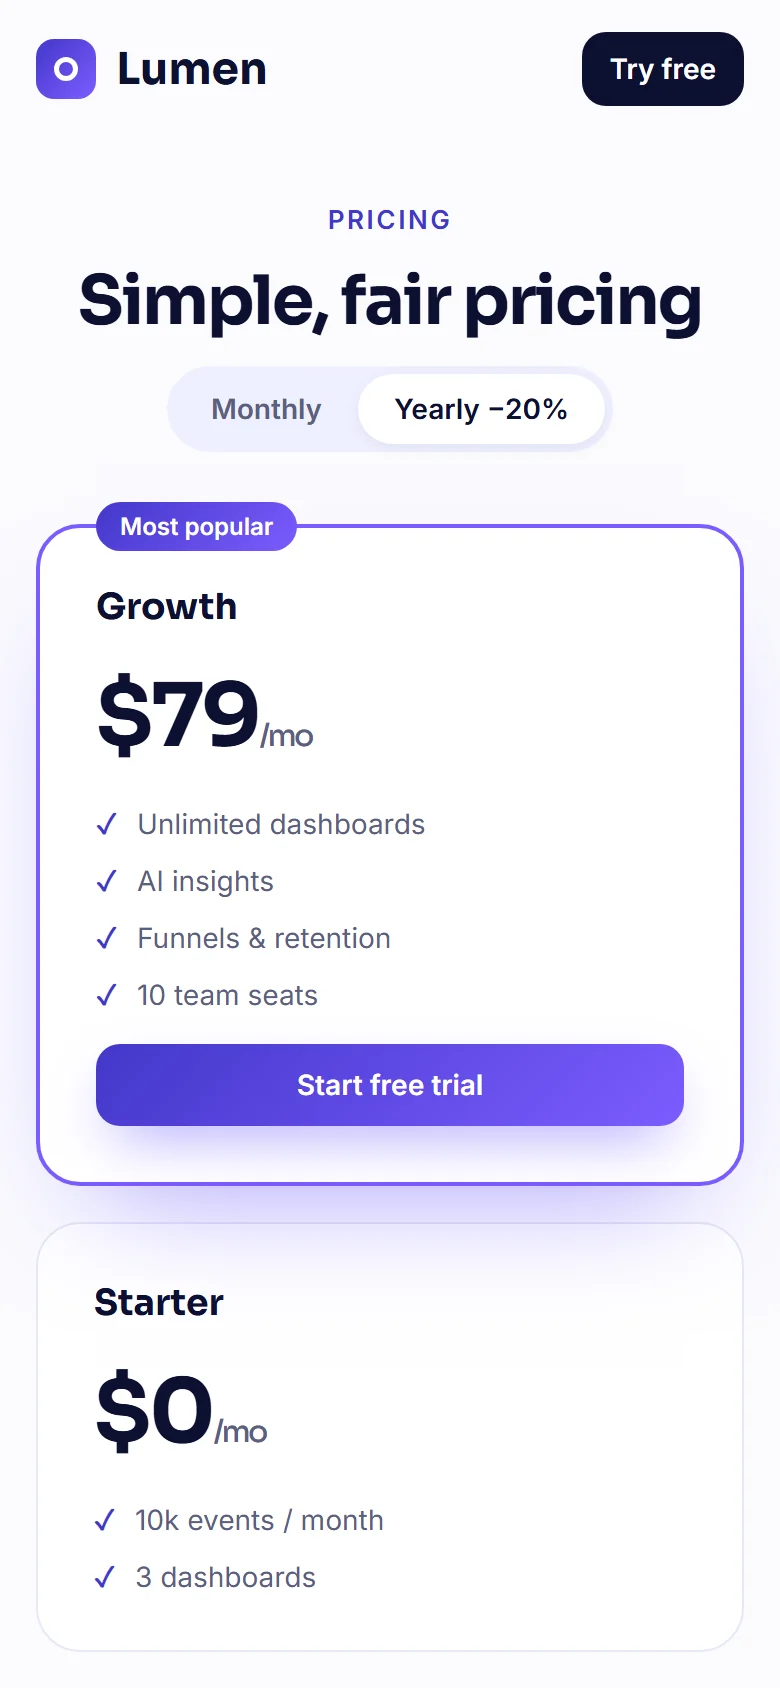 Lumen
Try free
PRICING
Simple, fair pricing
Monthly
Yearly −20%
Most popular
Growth
$79/mo
✓ Unlimited dashboards
✓ AI insights
✓ Funnels & retention
✓ 10 team seats
Start free trial
Starter
$0/mo
✓ 10k events / month
✓ 3 dashboards